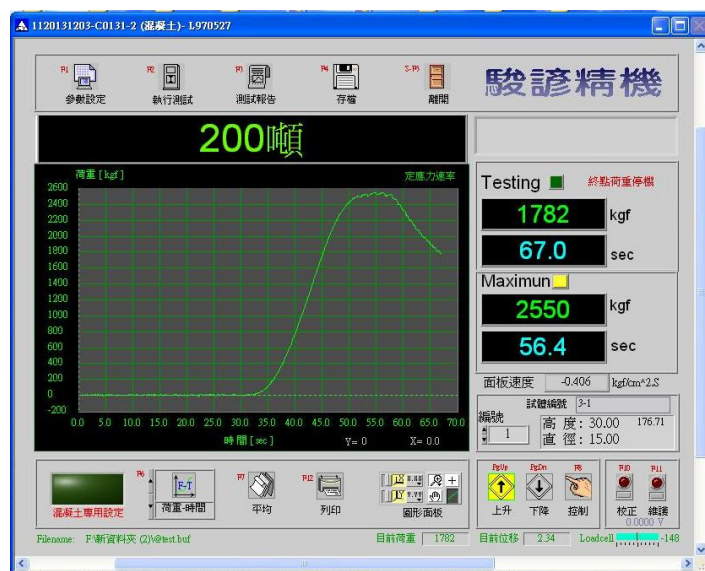 1120131203-C0131-2 (混凝土)- L970527
F1 F2 F3 F4 S-F5
參數設定 執行測試 測試報告 存檔 離開
駿諺精機
200噸
荷重 [ kgf ] 定應力速率
2600
2400
2200
2000
1800
1600
1400
1200
1000
800
600
400
200
0
-200
0.0 5.0 10.0 15.0 20.0 25.0 30.0 35.0 40.0 45.0 50.0 55.0 60.0 65.0 70.0
時間 [ sec ] Y= 0 X= 0.0
Testing 終點荷重停機
1782 kgf
67.0 sec
Maximun
2550 kgf
56.4 sec
面板速度 -0.406 kgf/cm^2.S
試體編號 3-1
編號 1
高 度: 30.00 176.71
直 徑: 15.00
混凝土專用設定
F6 F-T 荷重-時間
F7 平均
F12 列印
圖形面板
PgUp PgDn F8
上升 下降 控制
F10 F11
校正 維護
0.0000 V
Filename: F:\新資料夾 (2)\@test.buf
目前荷重 1782 目前位移 2.34 Loadcell -148